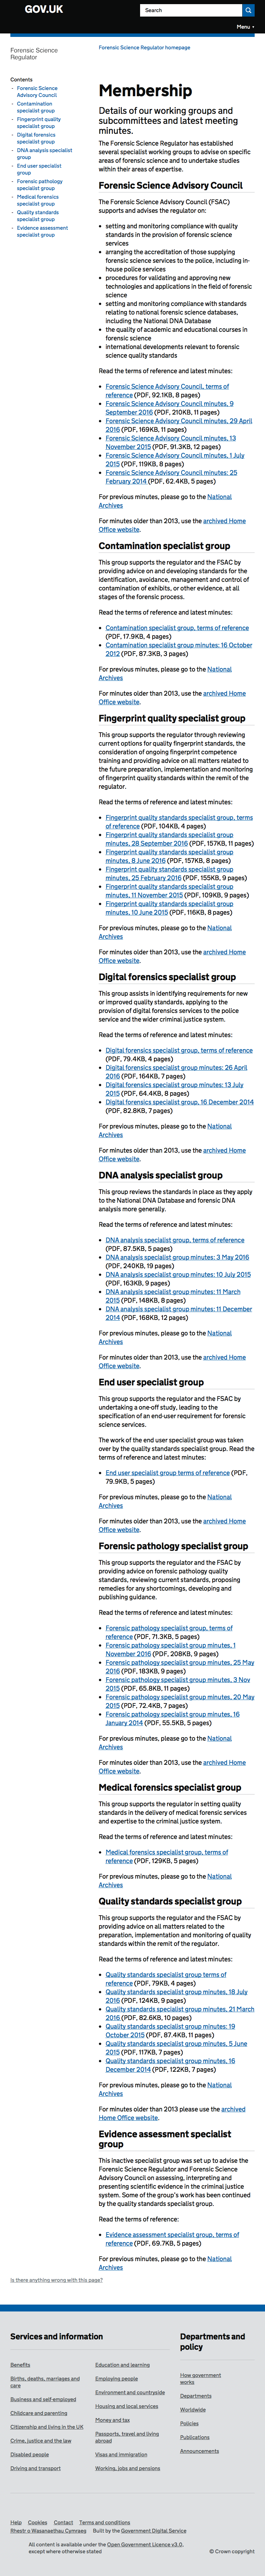 GOV.UK
Search
Menu
Forensic Science
Regulator
Forensic Science Regulator homepage
Contents
Forensic Science
Advisory Council
Contamination
specialist group
Fingerprint quality
specialist group
Digital forensics
specialist group
DNA analysis specialist
group
End user specialist
group
Forensic pathology
specialist group
Medical forensics
specialist group
Quality standards
specialist group
Evidence assessment
specialist group
Membership
Details of our working groups and
subcommittees and latest meeting
minutes.
The Forensic Science Regulator has established
several specialist working groups to advise on specific
areas of forensic science and to undertake studies
necessary to that area of expertise.
Forensic Science Advisory Council
The Forensic Science Advisory Council (FSAC)
supports and advises the regulator on:
setting and monitoring compliance with quality
standards in the provision of forensic science
services
arranging the accreditation of those supplying
forensic science services to the police, including in-
house police services
procedures for validating and approving new
technologies and applications in the field of forensic
science
setting and monitoring compliance with standards
relating to national forensic science databases,
including the National DNA Database
the quality of academic and educational courses in
forensic science
international developments relevant to forensic
science quality standards
Read the terms of reference and latest minutes:
Forensic Science Advisory Council, terms of
reference (PDF, 92.1KB, 8 pages)
Forensic Science Advisory Council minutes, 9
September 2016 (PDF, 210KB, 11 pages)
Forensic Science Advisory Council minutes, 29 April
2016 (PDF, 169KB, 11 pages)
Forensic Science Advisory Council minutes, 13
November 2015 (PDF, 91.3KB, 12 pages)
Forensic Science Advisory Council minutes, 1 July
2015 (PDF, 119KB, 8 pages)
Forensic Science Advisory Council minutes: 25
February 2014 (PDF, 62.4KB, 5 pages)
For previous minutes, please go to the National
Archives
For minutes older than 2013, use the archived Home
Office website.
Contamination specialist group
This group supports the regulator and FSAC by
providing advice on developing standards for the
identification, avoidance, management and control of
contamination of exhibits, or other evidence, at all
stages of the forensic process.
Read the terms of reference and latest minutes:
Contamination specialist group, terms of reference
(PDF, 17.9KB, 4 pages)
Contamination specialist group minutes: 16 October
2012 (PDF, 87.3KB, 3 pages)
For previous minutes, please go to the National
Archives
For minutes older than 2013, use the archived Home
Office website.
Fingerprint quality specialist group
This group supports the regulator through reviewing
current options for quality fingerprint standards, the
consideration of ongoing fingerprint competence
training and providing advice on all matters related to
the preparation, implementation and monitoring of
fingerprint quality standards within the remit of the
regulator.
Read the terms of reference and latest minutes:
Fingerprint quality standards specialist group, terms
of reference (PDF, 104KB, 4 pages)
Fingerprint quality standards specialist group
minutes, 28 September 2016 (PDF, 157KB, 11 pages)
Fingerprint quality standards specialist group
minutes, 8 June 2016 (PDF, 157KB, 8 pages)
Fingerprint quality standards specialist group
minutes, 25 February 2016 (PDF, 155KB, 9 pages)
Fingerprint quality standards specialist group
minutes, 11 November 2015 (PDF, 109KB, 9 pages)
Fingerprint quality standards specialist group
minutes, 10 June 2015 (PDF, 116KB, 8 pages)
For previous minutes, please go to the National
Archives
For minutes older than 2013, use the archived Home
Office website.
Digital forensics specialist group
This group assists in identifying requirements for new
or improved quality standards, applying to the
provision of digital forensic services to the police
service and the wider criminal justice system.
Read the terms of reference and latest minutes:
Digital forensics specialist group, terms of reference
(PDF, 79.4KB, 4 pages)
Digital forensics specialist group minutes: 26 April
2016 (PDF, 164KB, 7 pages)
Digital forensics specialist group minutes: 13 July
2015 (PDF, 64.4KB, 8 pages)
Digital forensics specialist group, 16 December 2014
(PDF, 82.8KB, 7 pages)
For previous minutes, please go to the National
Archives
For minutes older than 2013, use the archived Home
Office website.
DNA analysis specialist group
This group reviews the standards in place as they apply
to the National DNA Database and forensic DNA
analysis more generally.
Read the terms of reference and latest minutes:
DNA analysis specialist group, terms of reference
(PDF, 87.5KB, 5 pages)
DNA analysis specialist group minutes: 3 May 2016
(PDF, 240KB, 19 pages)
DNA analysis specialist group minutes: 10 July 2015
(PDF, 163KB, 9 pages)
DNA analysis specialist group minutes: 11 March
2015 (PDF, 148KB, 8 pages)
DNA analysis specialist group minutes: 11 December
2014 (PDF, 168KB, 12 pages)
For previous minutes, please go to the National
Archives
For minutes older than 2013, use the archived Home
Office website.
End user specialist group
This group supports the regulator and the FSAC by
undertaking a one-off project, leading to the
specification of a strategic end-user requirement for
quality standards in the provision of forensic science
services.
The work of the end user specialist group was taken
over by the quality standards specialist group. Read the
terms of reference and latest minutes:
End user specialist group terms of reference (PDF,
79.9KB, 5 pages)
For previous minutes, please go to the National
Archives
For minutes older than 2013, use the archived Home
Office website.
Forensic pathology specialist group
This group supports the regulator and FSAC by
providing advice on forensic pathology quality
standards, reviewing current standards, proposing
programmes for developing and enhancing the
standards for forensic pathology.
Read the terms of reference and latest minutes:
Forensic pathology specialist group, terms of
reference (PDF, 71.3KB, 5 pages)
Forensic pathology specialist group minutes, 1
November 2016 (PDF, 208KB, 9 pages)
Forensic pathology specialist group minutes, 25 May
2016 (PDF, 183KB, 9 pages)
Forensic pathology specialist group minutes, 3 Nov
2015 (PDF, 65.8KB, 11 pages)
Forensic pathology specialist group minutes, 20 May
2015 (PDF, 72.4KB, 7 pages)
Forensic pathology specialist group minutes, 16
January 2014 (PDF, 55.5KB, 5 pages)
For previous minutes, please go to the National
Archives
For minutes older than 2013, use the archived Home
Office website.
Medical forensics specialist group
This group supports the regulator in setting quality
standards in the delivery of medical forensic services
and expertise to the criminal justice system.
Read the terms of reference and latest minutes:
Medical forensics specialist group, terms of
reference (PDF, 129KB, 5 pages)
For previous minutes, please go to the National
Archives
Quality standards specialist group
This group supports the regulator and FSAC by
providing advice on quality standards and other
matters related to the preparation, implementation
and monitoring of quality standards within the remit
of the regulator.
Read the terms of reference and latest minutes:
Quality standards specialist group terms of
reference (PDF, 79KB, 4 pages)
Quality standards specialist group minutes, 18 July
2016 (PDF, 124KB, 9 pages)
Quality standards specialist group minutes, 21 March
2016 (PDF, 82.6KB, 10 pages)
Quality standards specialist group minutes: 19
October 2015 (PDF, 87.4KB, 11 pages)
Quality standards specialist group minutes, 5 June
2015 (PDF, 117KB, 7 pages)
Quality standards specialist group minutes, 16
December 2014 (PDF, 122KB, 7 pages)
For previous minutes, please go to the National
Archives
For minutes older than 2013 please use the archived
Home Office website.
Evidence assessment specialist
group
This inactive specialist group was set up to advise the
Forensic Science Regulator and Forensic Science
Advisory Council on assessing, interpreting and
providing scientific evidence in the effective operation
of the criminal justice system. The group's work has
been continued by the quality standards specialist
group.
Read the terms of reference:
Evidence assessment specialist group, terms of
reference (PDF, 69.7KB, 5 pages)
For previous minutes, please go to the National
Archives
Is there anything wrong with this page?
Services and information
Benefits
Births, deaths, marriages and
care
Business and self-employed
Childcare and parenting
Citizenship and living in the UK
Crime, justice and the law
Disabled people
Driving and transport
Education and learning
Employing people
Environment and countryside
Housing and local services
Money and tax
Passports, travel and living
abroad
Visas and immigration
Working, jobs and pensions
Departments and
policy
How government
works
Departments
Worldwide
Policies
Publications
Announcements
Help Cookies Contact Terms and conditions
Rhestr o Wasanaethau Cymraeg Built by the Government Digital Service
All content is available under the Open Government Licence v3.0,
except where otherwise stated
© Crown copyright